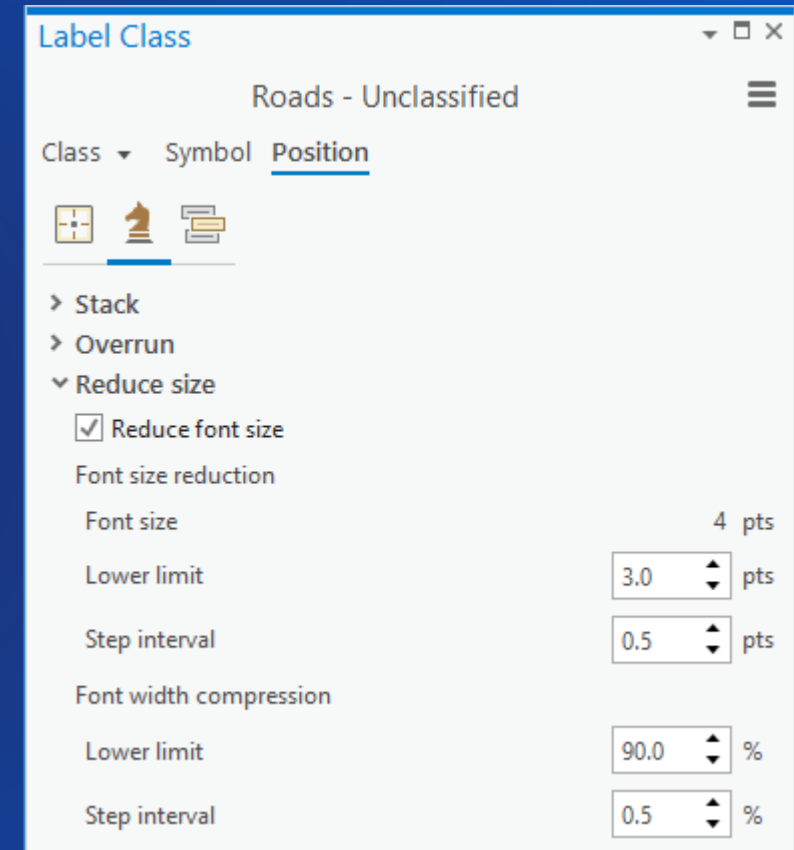 Label Class
Roads - Unclassified
Class Symbol Position
Stack
Overrun
Reduce size
Reduce font size
Font size reduction
Font size 4 pts
Lower limit 3.0 pts
Step interval 0.5 pts
Font width compression
Lower limit 90.0 %
Step interval 0.5 %